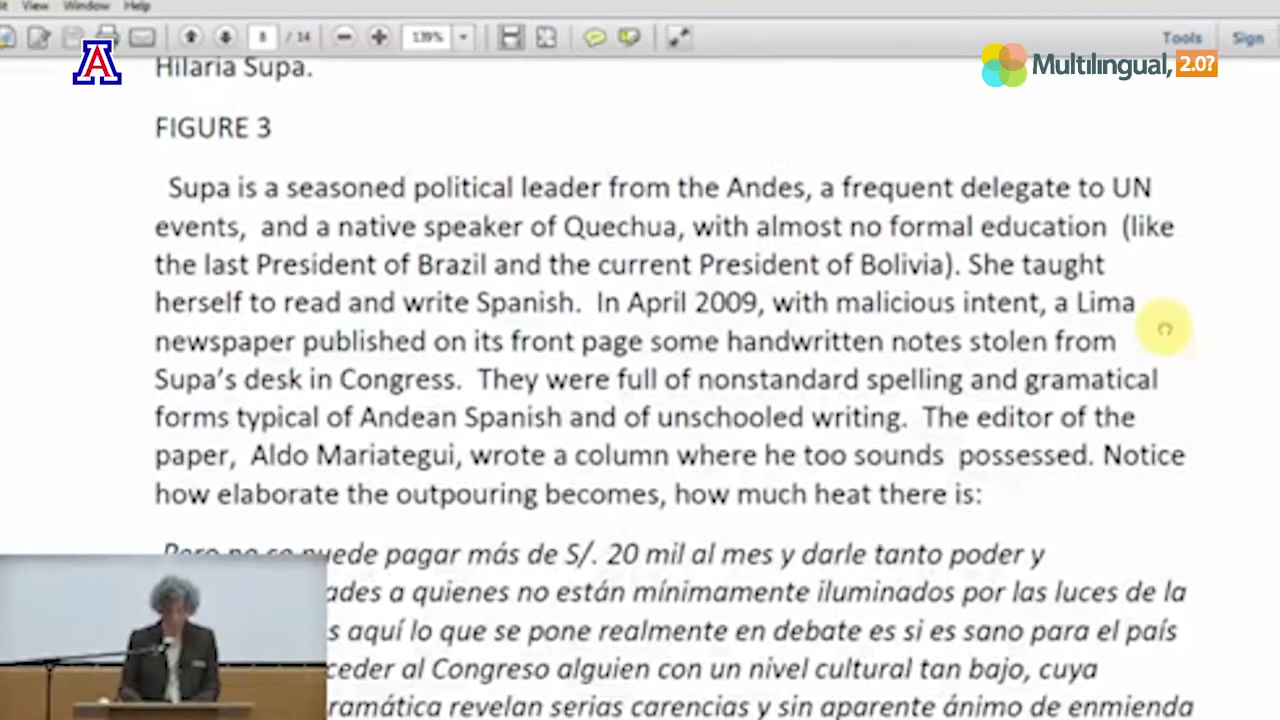 View Window Help
8 / 14 139% Tools Sign
A
Multilingual, 2.0?
Hilaria Supa.
FIGURE 3
Supa is a seasoned political leader from the Andes, a frequent delegate to UN
events, and a native speaker of Quechua, with almost no formal education (like
the last President of Brazil and the current President of Bolivia). She taught
herself to read and write Spanish. In April 2009, with malicious intent, a Lima
newspaper published on its front page some handwritten notes stolen from
Supa's desk in Congress. They were full of nonstandard spelling and gramatical
forms typical of Andean Spanish and of unschooled writing. The editor of the
paper, Aldo Mariategui, wrote a column where he too sounds possessed. Notice
how elaborate the outpouring becomes, how much heat there is:
Pero no se puede pagar más de S/. 20 mil al mes y darle tanto poder y
ades a quienes no están mínimamente iluminados por las luces de la
s aquí lo que se pone realmente en debate es si es sano para el país
ceder al Congreso alguien con un nivel cultural tan bajo, cuya
ramática revelan serias carencias y sin aparente ánimo de enmienda